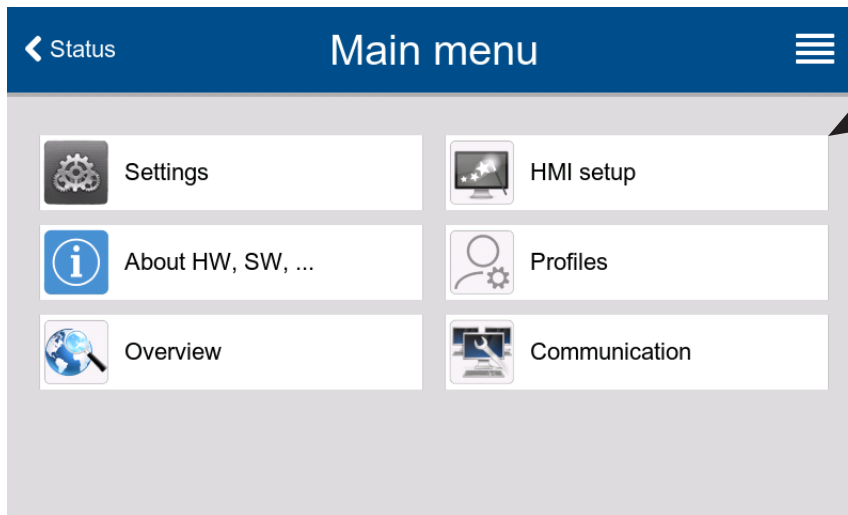 Status
Main menu
Settings
HMI setup
About HW, SW, ...
Profiles
Overview
Communication